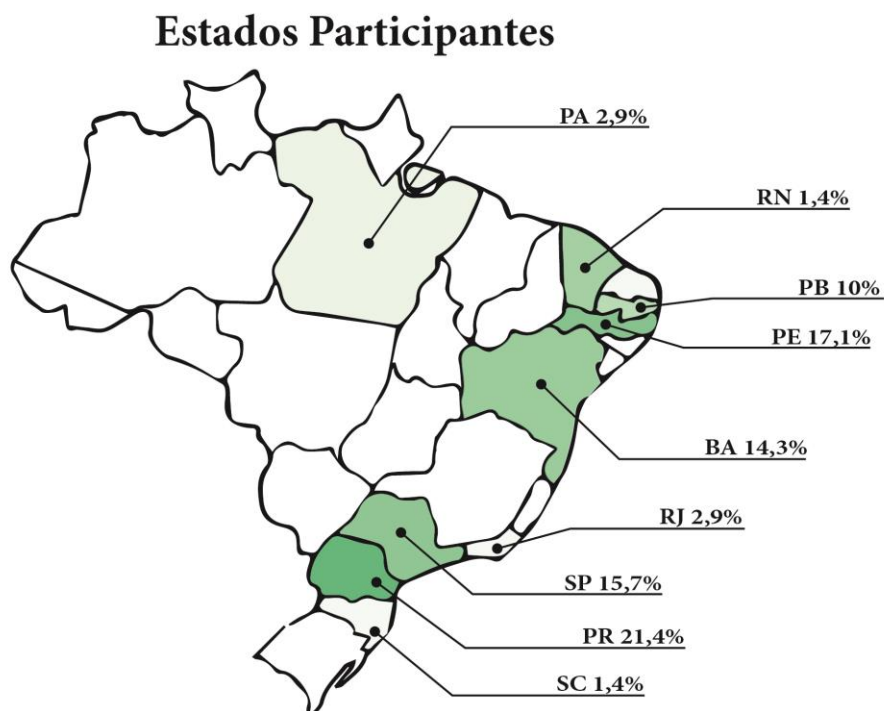 Estados Participantes
PA 2,9%
RN 1,4%
PB 10%
PE 17,1%
BA 14,3%
RJ 2,9%
SP 15,7%
PR 21,4%
SC 1,4%